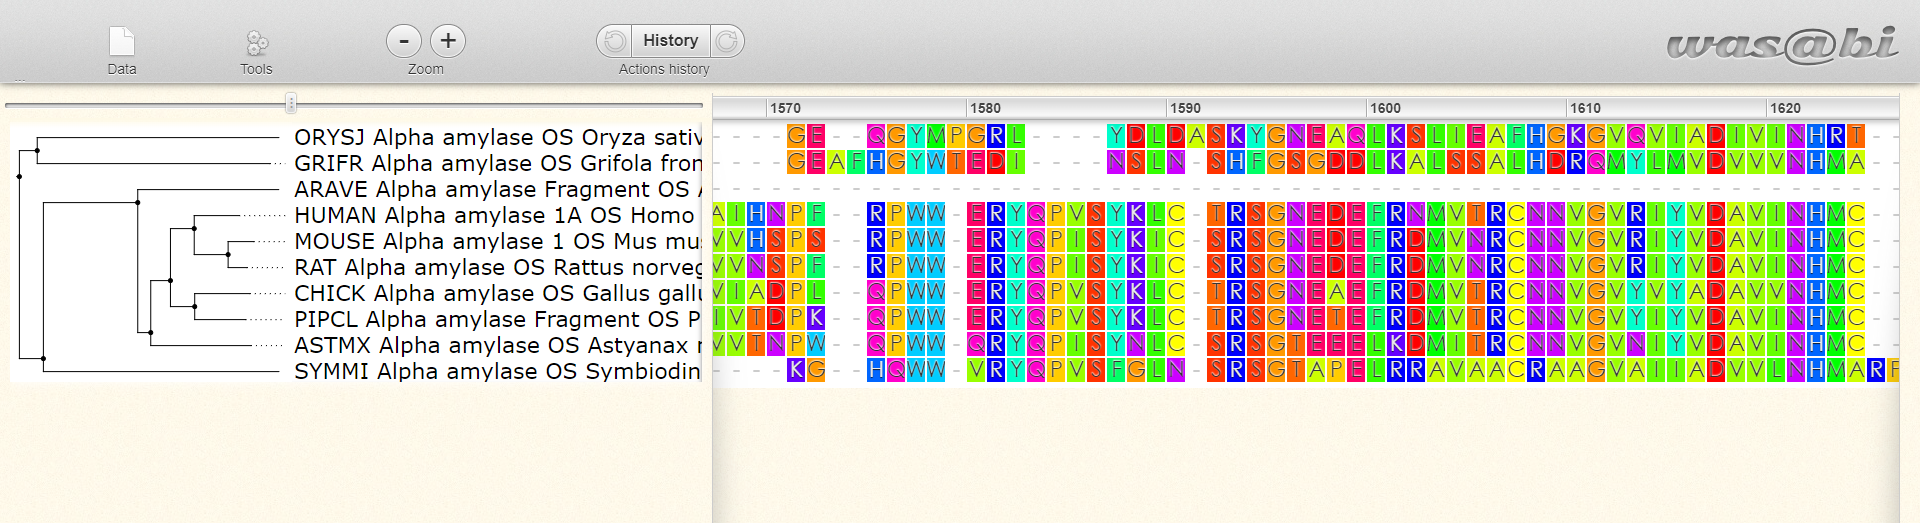 wasabi
- History +
Data Tools Zoom Actions history
...
1570 1580 1590 1600 1610 1620
ORYSJ Alpha amylase OS Oryza sativ ----GE--QGYMPGRL----YDLDASKYGNEAQLKSLIEAFHGKGVQVIADIVINHRT--
GRIFR Alpha amylase OS Grifola fron ----GEAFHGYWTEDI----NSLN-SHFGSGDDLKALSSALHDRQMYLMVDVVVNHMA--
ARAVE Alpha amylase Fragment OS A ------------------------------------------------------------
HUMAN Alpha amylase 1A OS Homo AIHNPF--RPWW-ERYQPVSYKLC-TRSGNEDEFRNMVTRCNNVGVRIYVDAVINHMC--
MOUSE Alpha amylase 1 OS Mus mu VVHSPS--RPWW-ERYQPISYKIC-SRSGNEDEFRDMVNRCNNVGVRIYVDAVINHMC--
RAT Alpha amylase OS Rattus norveg VVNSPF--RPWW-ERYQPISYKIC-SRSGNEDEFRDMVNRCNNVGVRIYVDAVINHMC--
CHICK Alpha amylase OS Gallus gallu VIADPL--QPWW-ERYQPVSYKLC-TRSGNEAEFRDMVTRCNNVGVYVYADAVVNHMC--
PIPCL Alpha amylase Fragment OS P IVTDPK--QPWW-ERYQPVSYKLC-TRSGNETEFRDMVTRCNNVGVYIYVDAVINHMC--
ASTMX Alpha amylase OS Astyanax VVTNPW--QPWW-QRYQPISYNLC-SRSGTEEELKDMITRCNNVGVNIYVDAVINHMC--
SYMMI Alpha amylase OS Symbiodin ----KG--HQWW-VRYQPVSFGLN-SRSGTAPELRRAVAACRAAGVAIIADVVLNHMAR